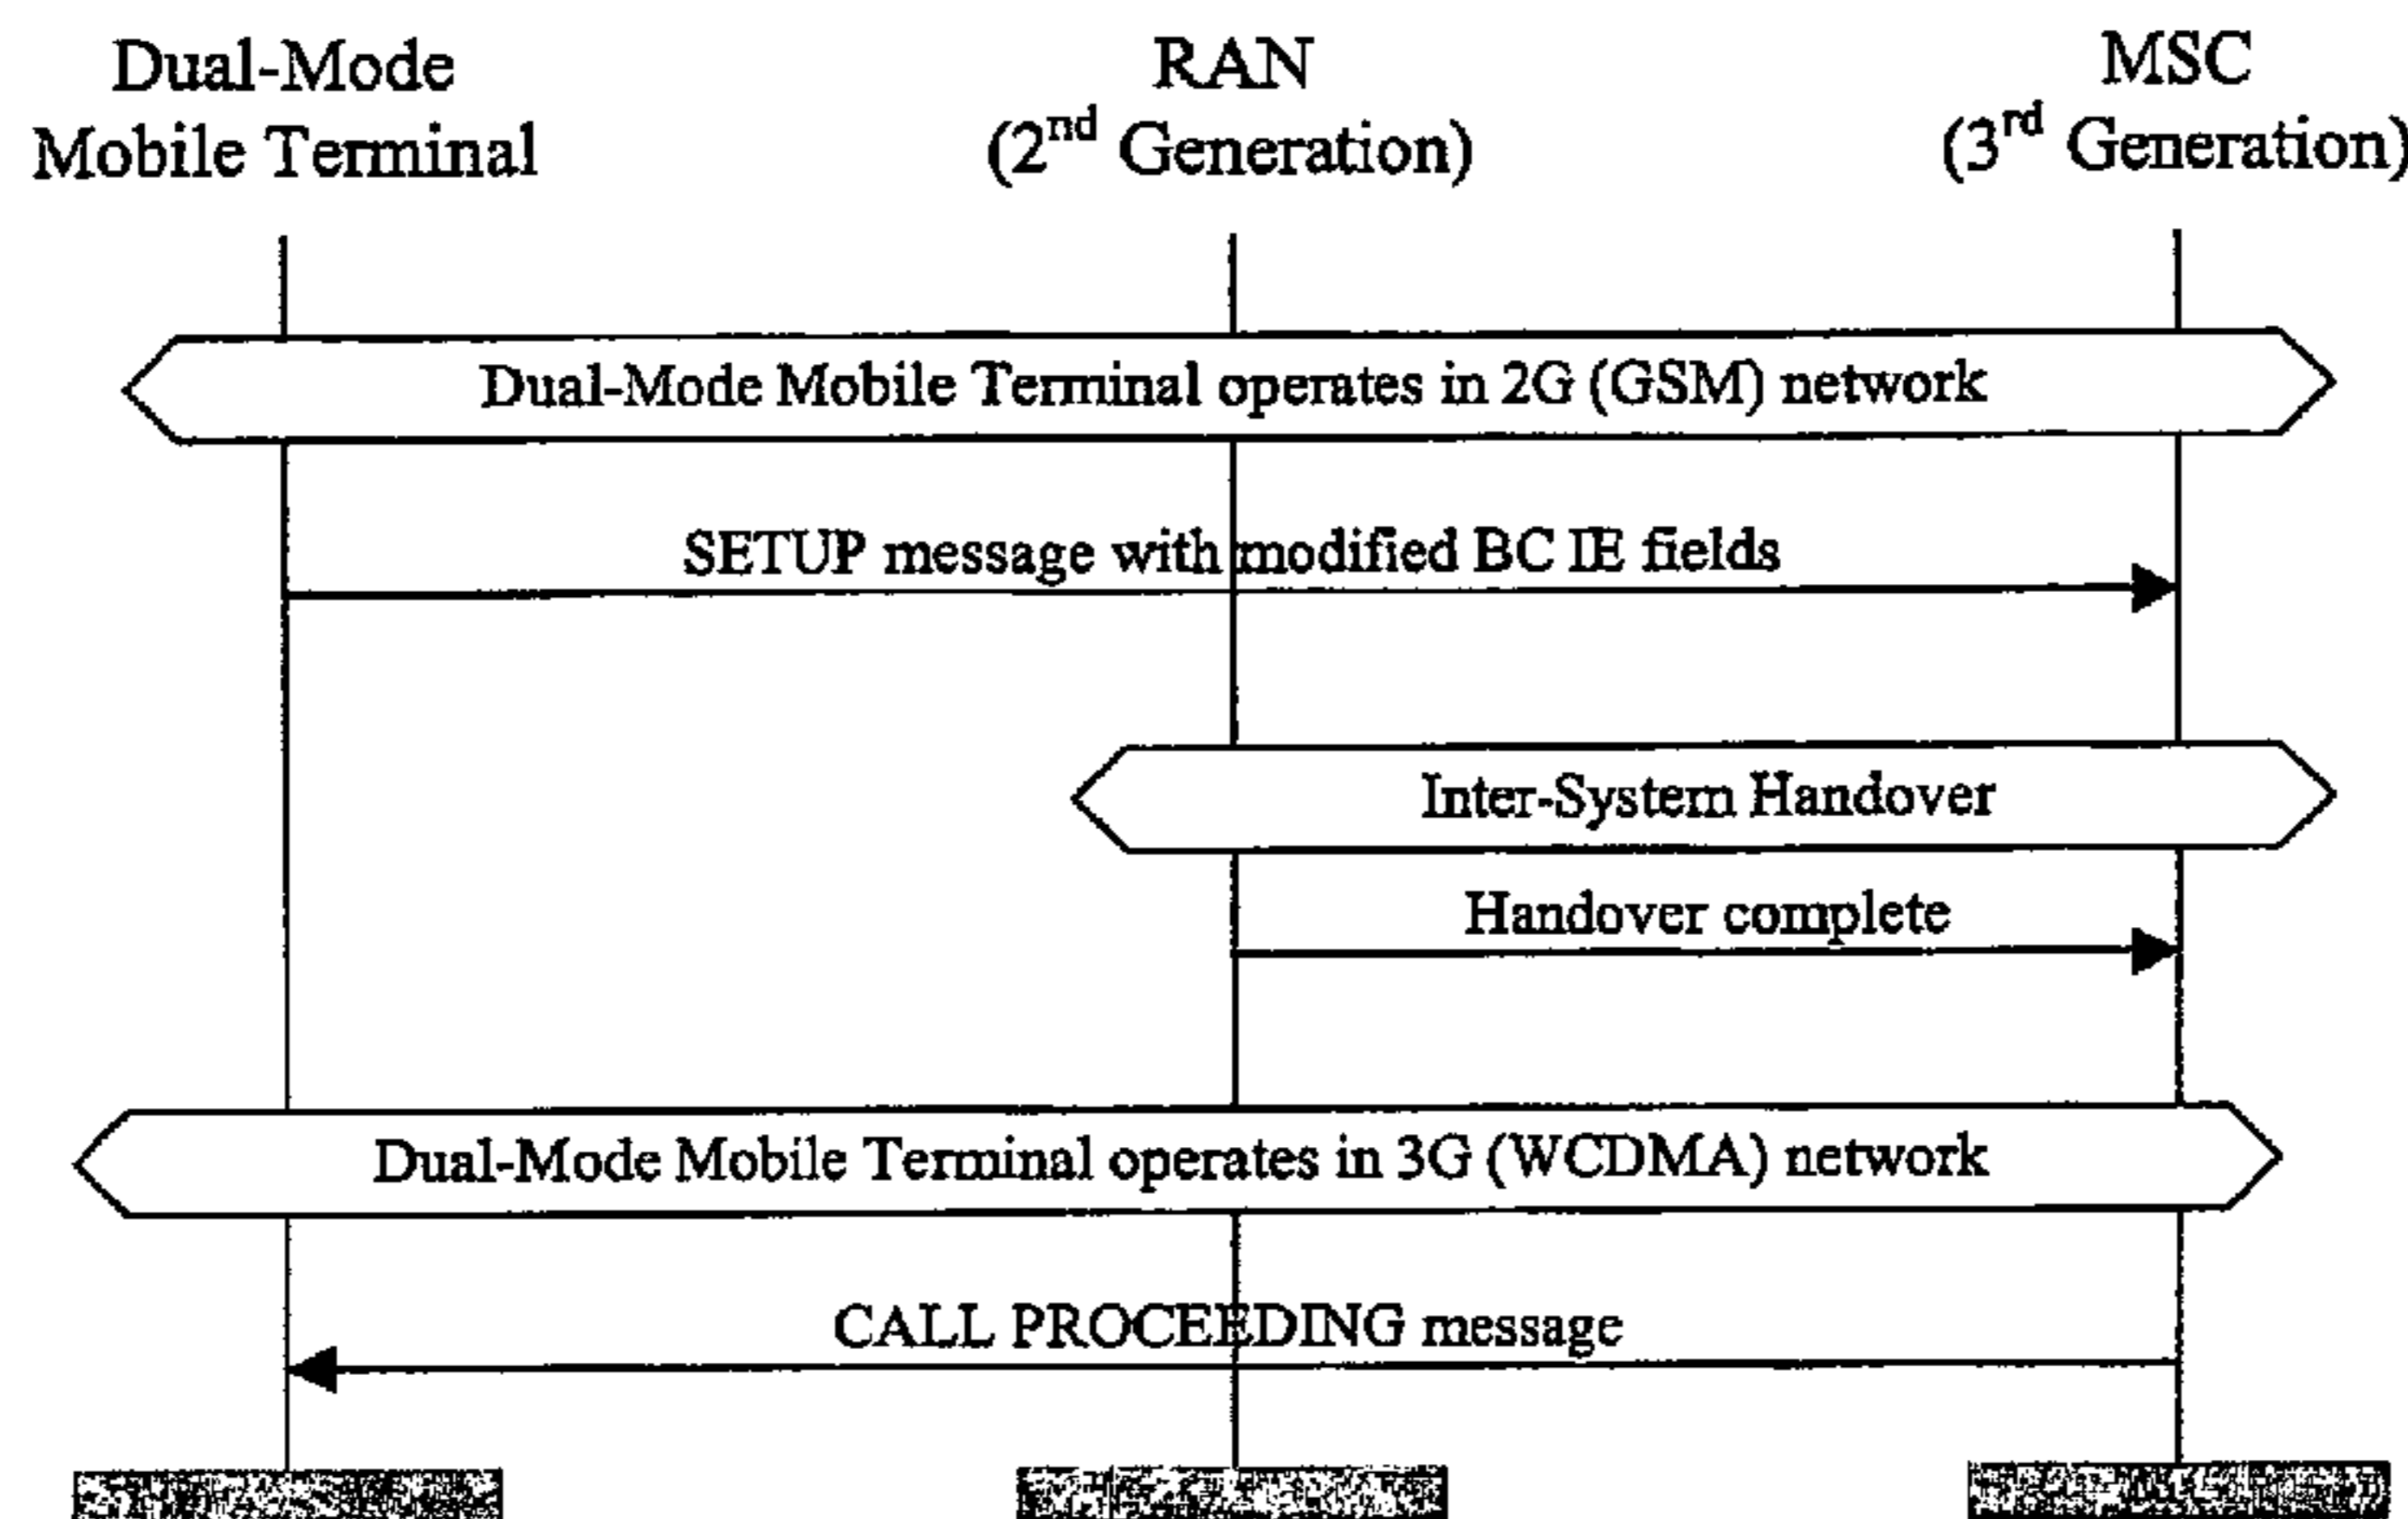 Dual-Mode
Mobile Terminal
RAN
(2nd Generation)
MSC
(3rd Generation)
Dual-Mode Mobile Terminal operates in 2G (GSM) network
SETUP message with modified BC IE fields
Inter-System Handover
Handover complete
Dual-Mode Mobile Terminal operates in 3G (WCDMA) network
CALL PROCEEDING message